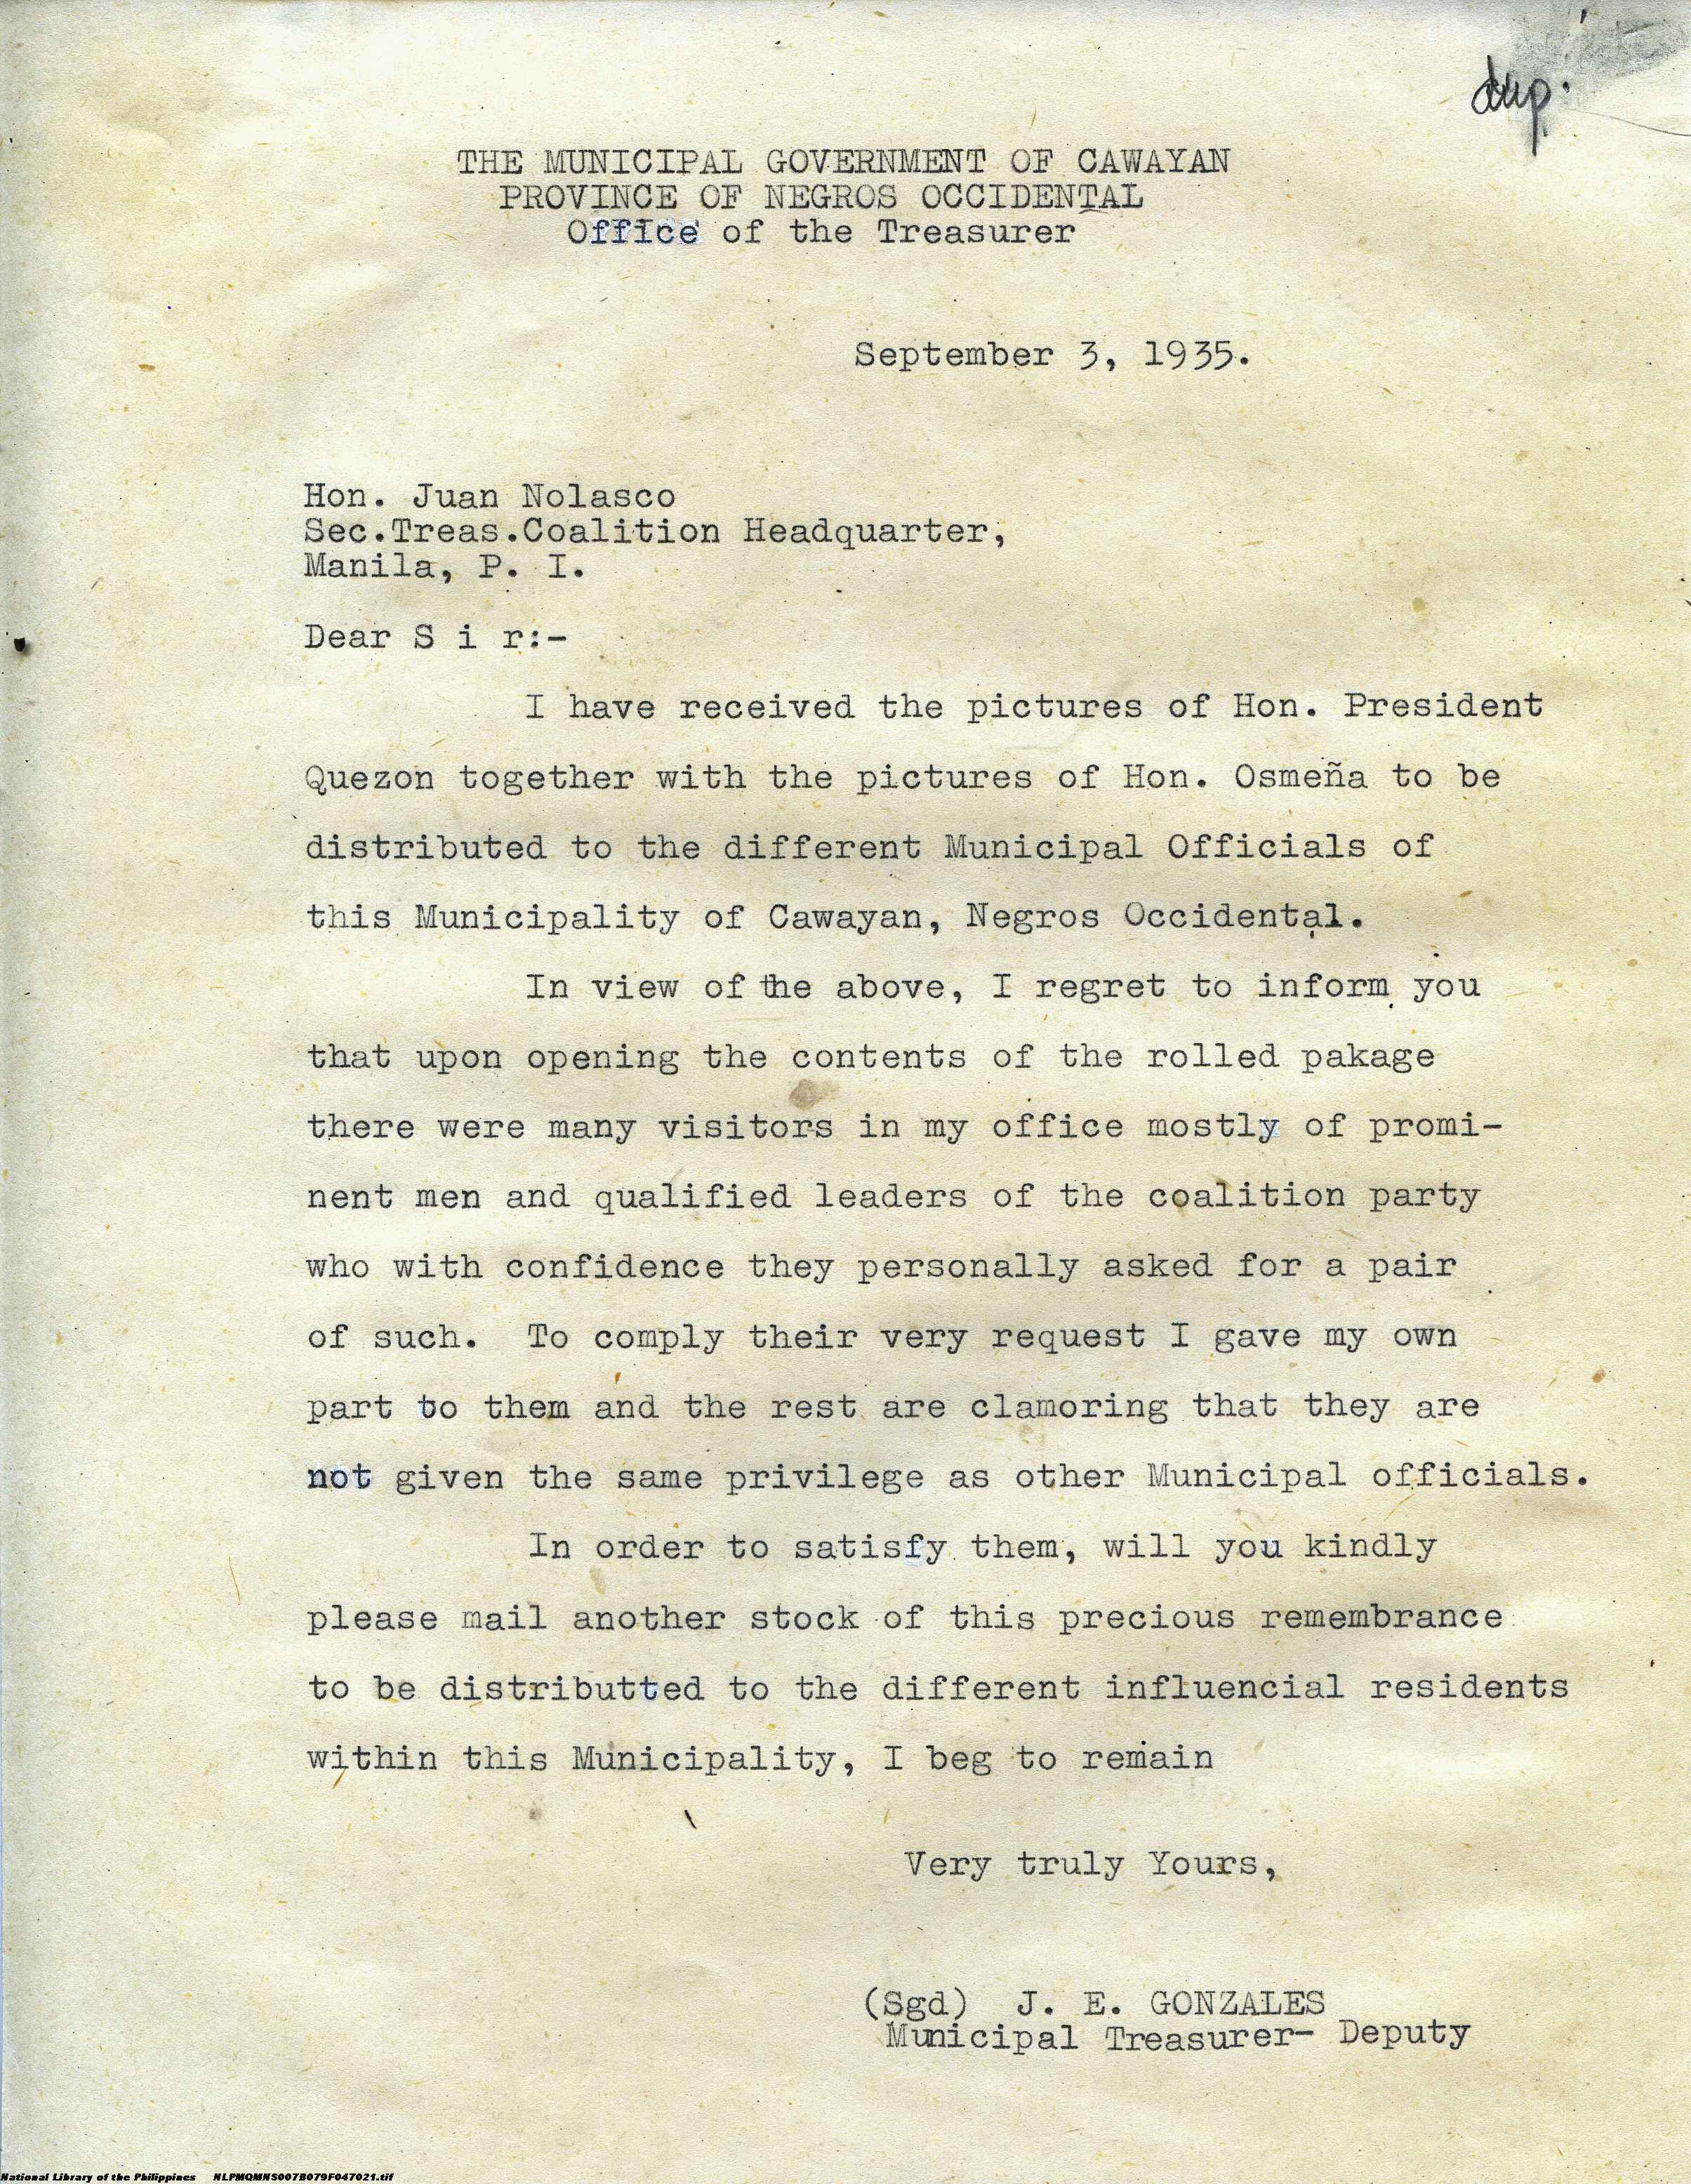 dup.
THE MUNICIPAL GOVERNMENT OF CAWAYAN
PROVINCE OF NEGROS OCCIDENTAL
Office of the Treasurer
September 3, 1935.
Hon. Juan Nolasco
Sec.Treas.Coalition Headquarter,
Manila, P. I.
Dear S i r:-
I have received the pictures of Hon. President
Quezon together with the pictures of Hon. Osmeña to be
distributed to the different Municipal Officials of
this Municipality of Cawayan, Negros Occidental.
In view of the above, I regret to inform you
that upon opening the contents of the rolled pakage
there were many visitors in my office mostly of promi-
nent men and qualified leaders of the coalition party
who with confidence they personally asked for a pair
of such. To comply their very request I gave my own
part to them and the rest are clamoring that they are
not given the same privilege as other Municipal officials.
In order to satisfy them, will you kindly
please mail another stock of this precious remembrance
to be distributted to the different influencial residents
within this Municipality, I beg to remain
Very truly Yours,
(Sgd) J. E. GONZALES
Municipal Treasurer- Deputy
National Library of the Philippines NLPMQMNS007B079F047021.tif